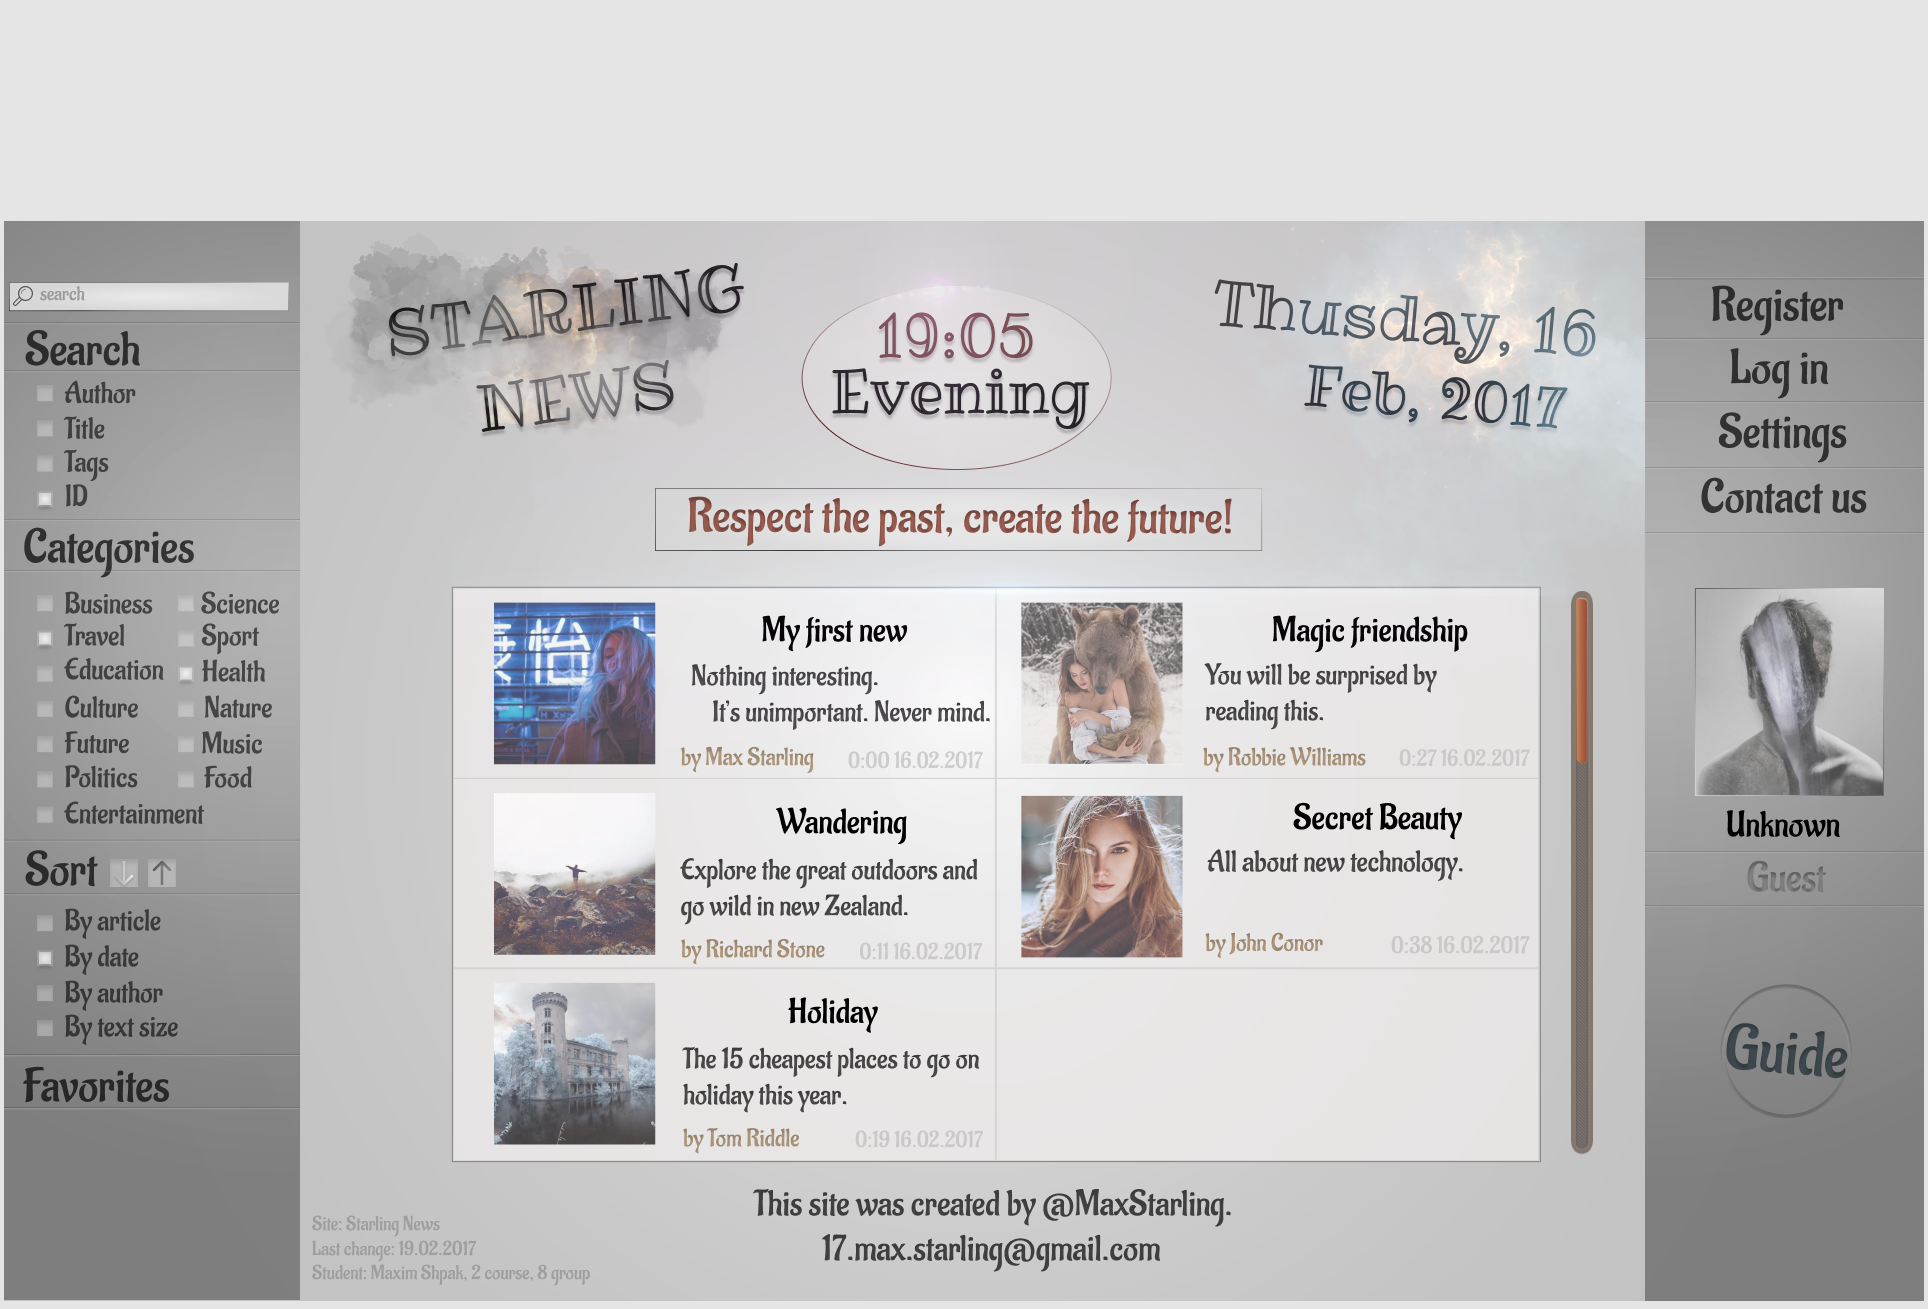 search
Search
Author
Title
Tags
ID
Categories
Business
Science
Travel
Sport
Education
Health
Culture
Nature
Future
Music
Politics
Food
Entertainment
Sort
By article
By date
By author
By text size
Favorites
STARLING
NEWS
19:05
Evening
Thusday, 16
Feb, 2017
Respect the past, create the future!
My first new
Nothing interesting.
It's unimportant. Never mind.
by Max Starling 0:00 16.02.2017
Magic friendship
You will be surprised by
reading this.
by Robbie Williams 0:27 16.02.2017
Wandering
Explore the great outdoors and
go wild in new Zealand.
by Richard Stone 0:11 16.02.2017
Secret Beauty
All about new technology.
by John Conor 0:38 16.02.2017
Holiday
The 15 cheapest places to go on
holiday this year.
by Tom Riddle 0:19 16.02.2017
This site was created by @MaxStarling.
17.max.starling@gmail.com
Site: Starling News
Last change: 19.02.2017
Student: Maxim Shpak, 2 course, 8 group
Register
Log in
Settings
Contact us
Unknown
Guest
Guide